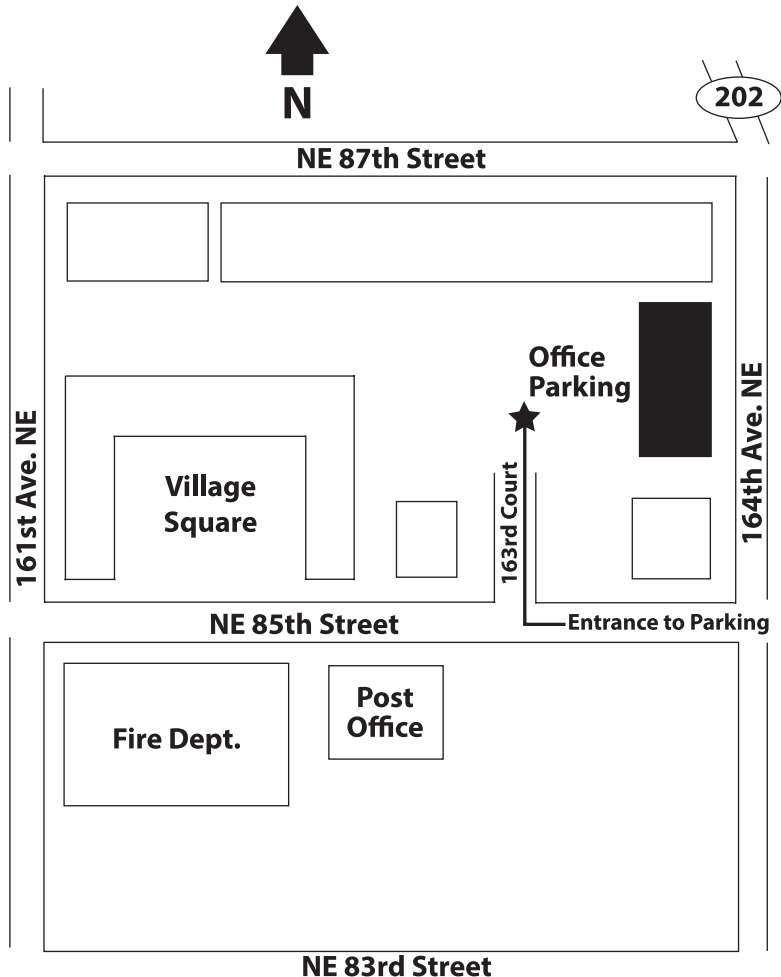 N
202
NE 87th Street
Office
Parking
161st Ave. NE
164th Ave. NE
Village
Square
163rd Court
NE 85th Street
Entrance to Parking
Post
Office
Fire Dept.
NE 83rd Street